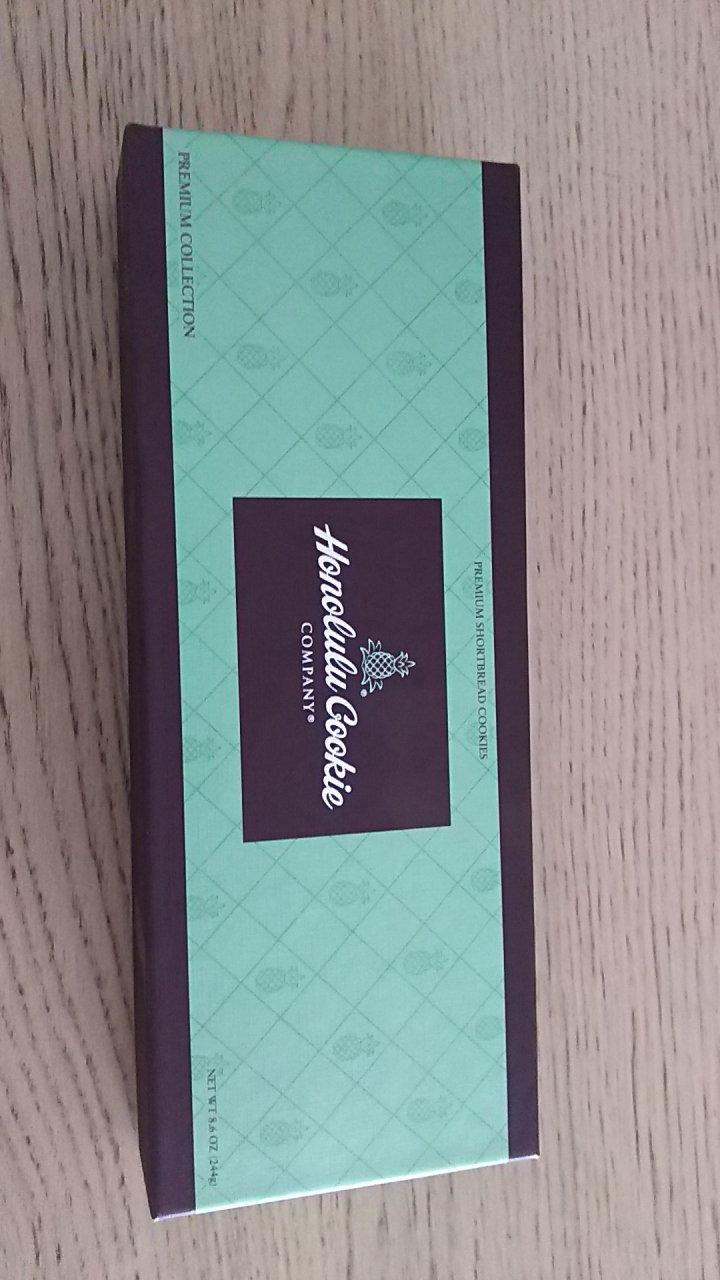 PREMIUM SHORTBREAD COOKIES
Honolulu Cookie®
COMPANY®
PREMIUM COLLECTION
NET WT 8.6 OZ (244g)